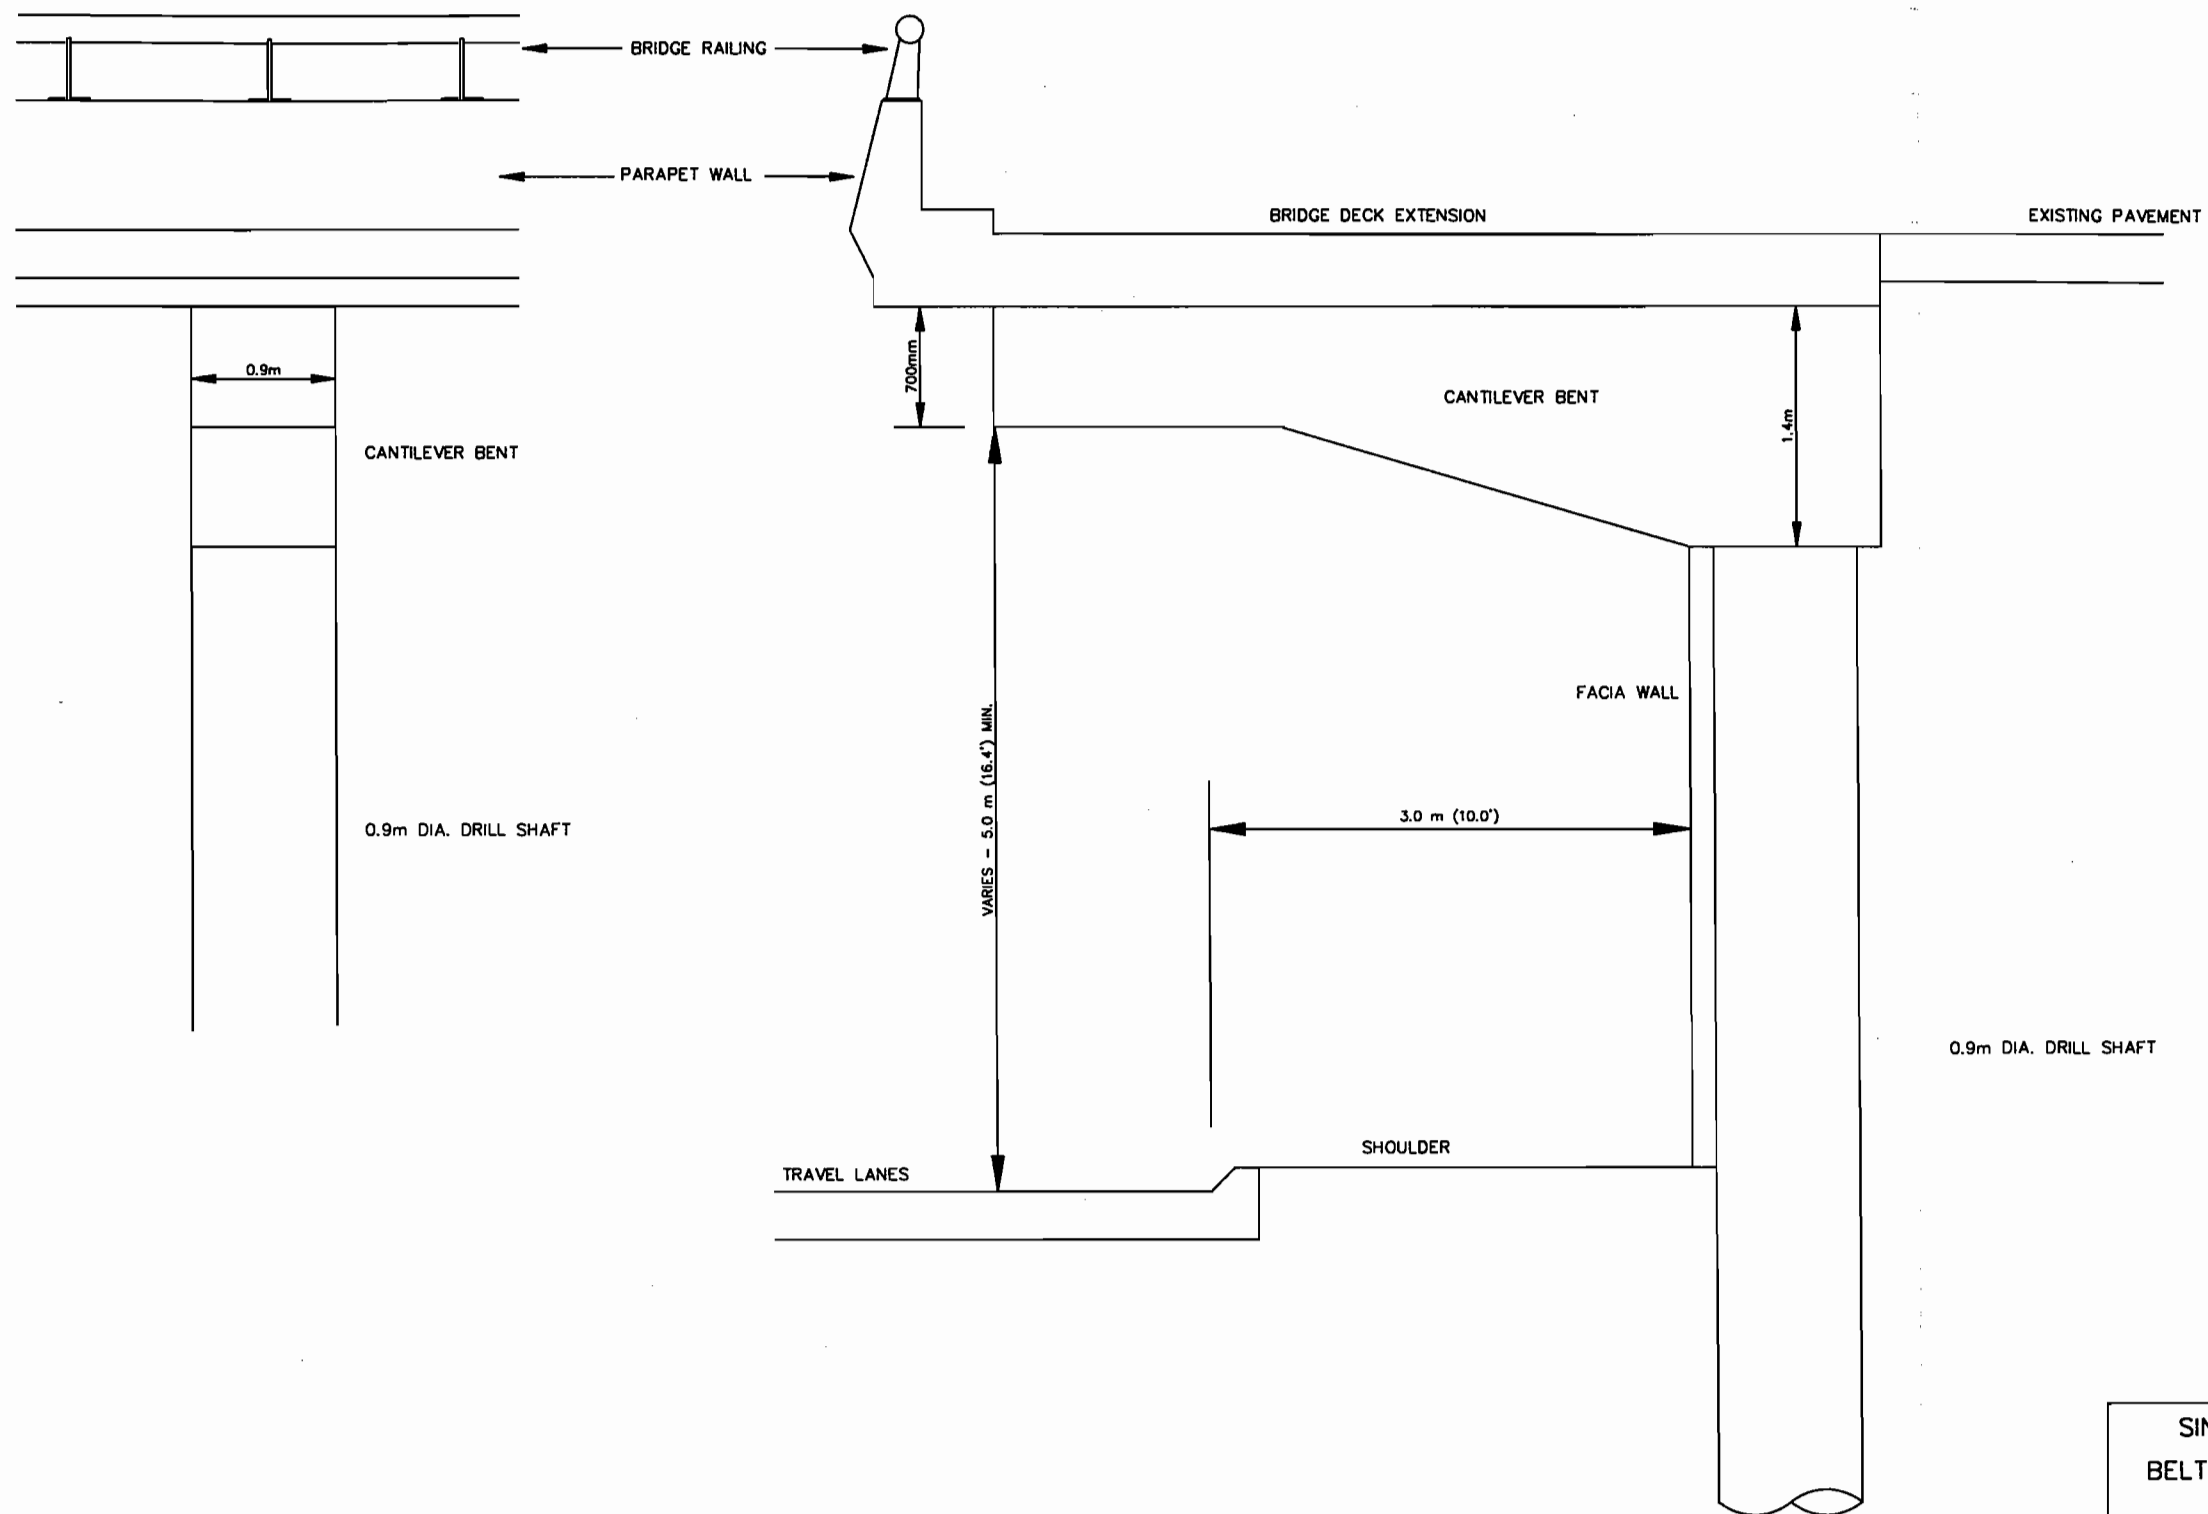 BRIDGE RAILING
PARAPET WALL
BRIDGE DECK EXTENSION
EXISTING PAVEMENT
0.9m
700mm
CANTILEVER BENT
1.4m
CANTILEVER BENT
FACIA WALL
VARIES - 5.0 m (16.4') MIN.
3.0 m (10.0')
0.9m DIA. DRILL SHAFT
0.9m DIA. DRILL SHAFT
SHOULDER
TRAVEL LANES
SIN
BELT